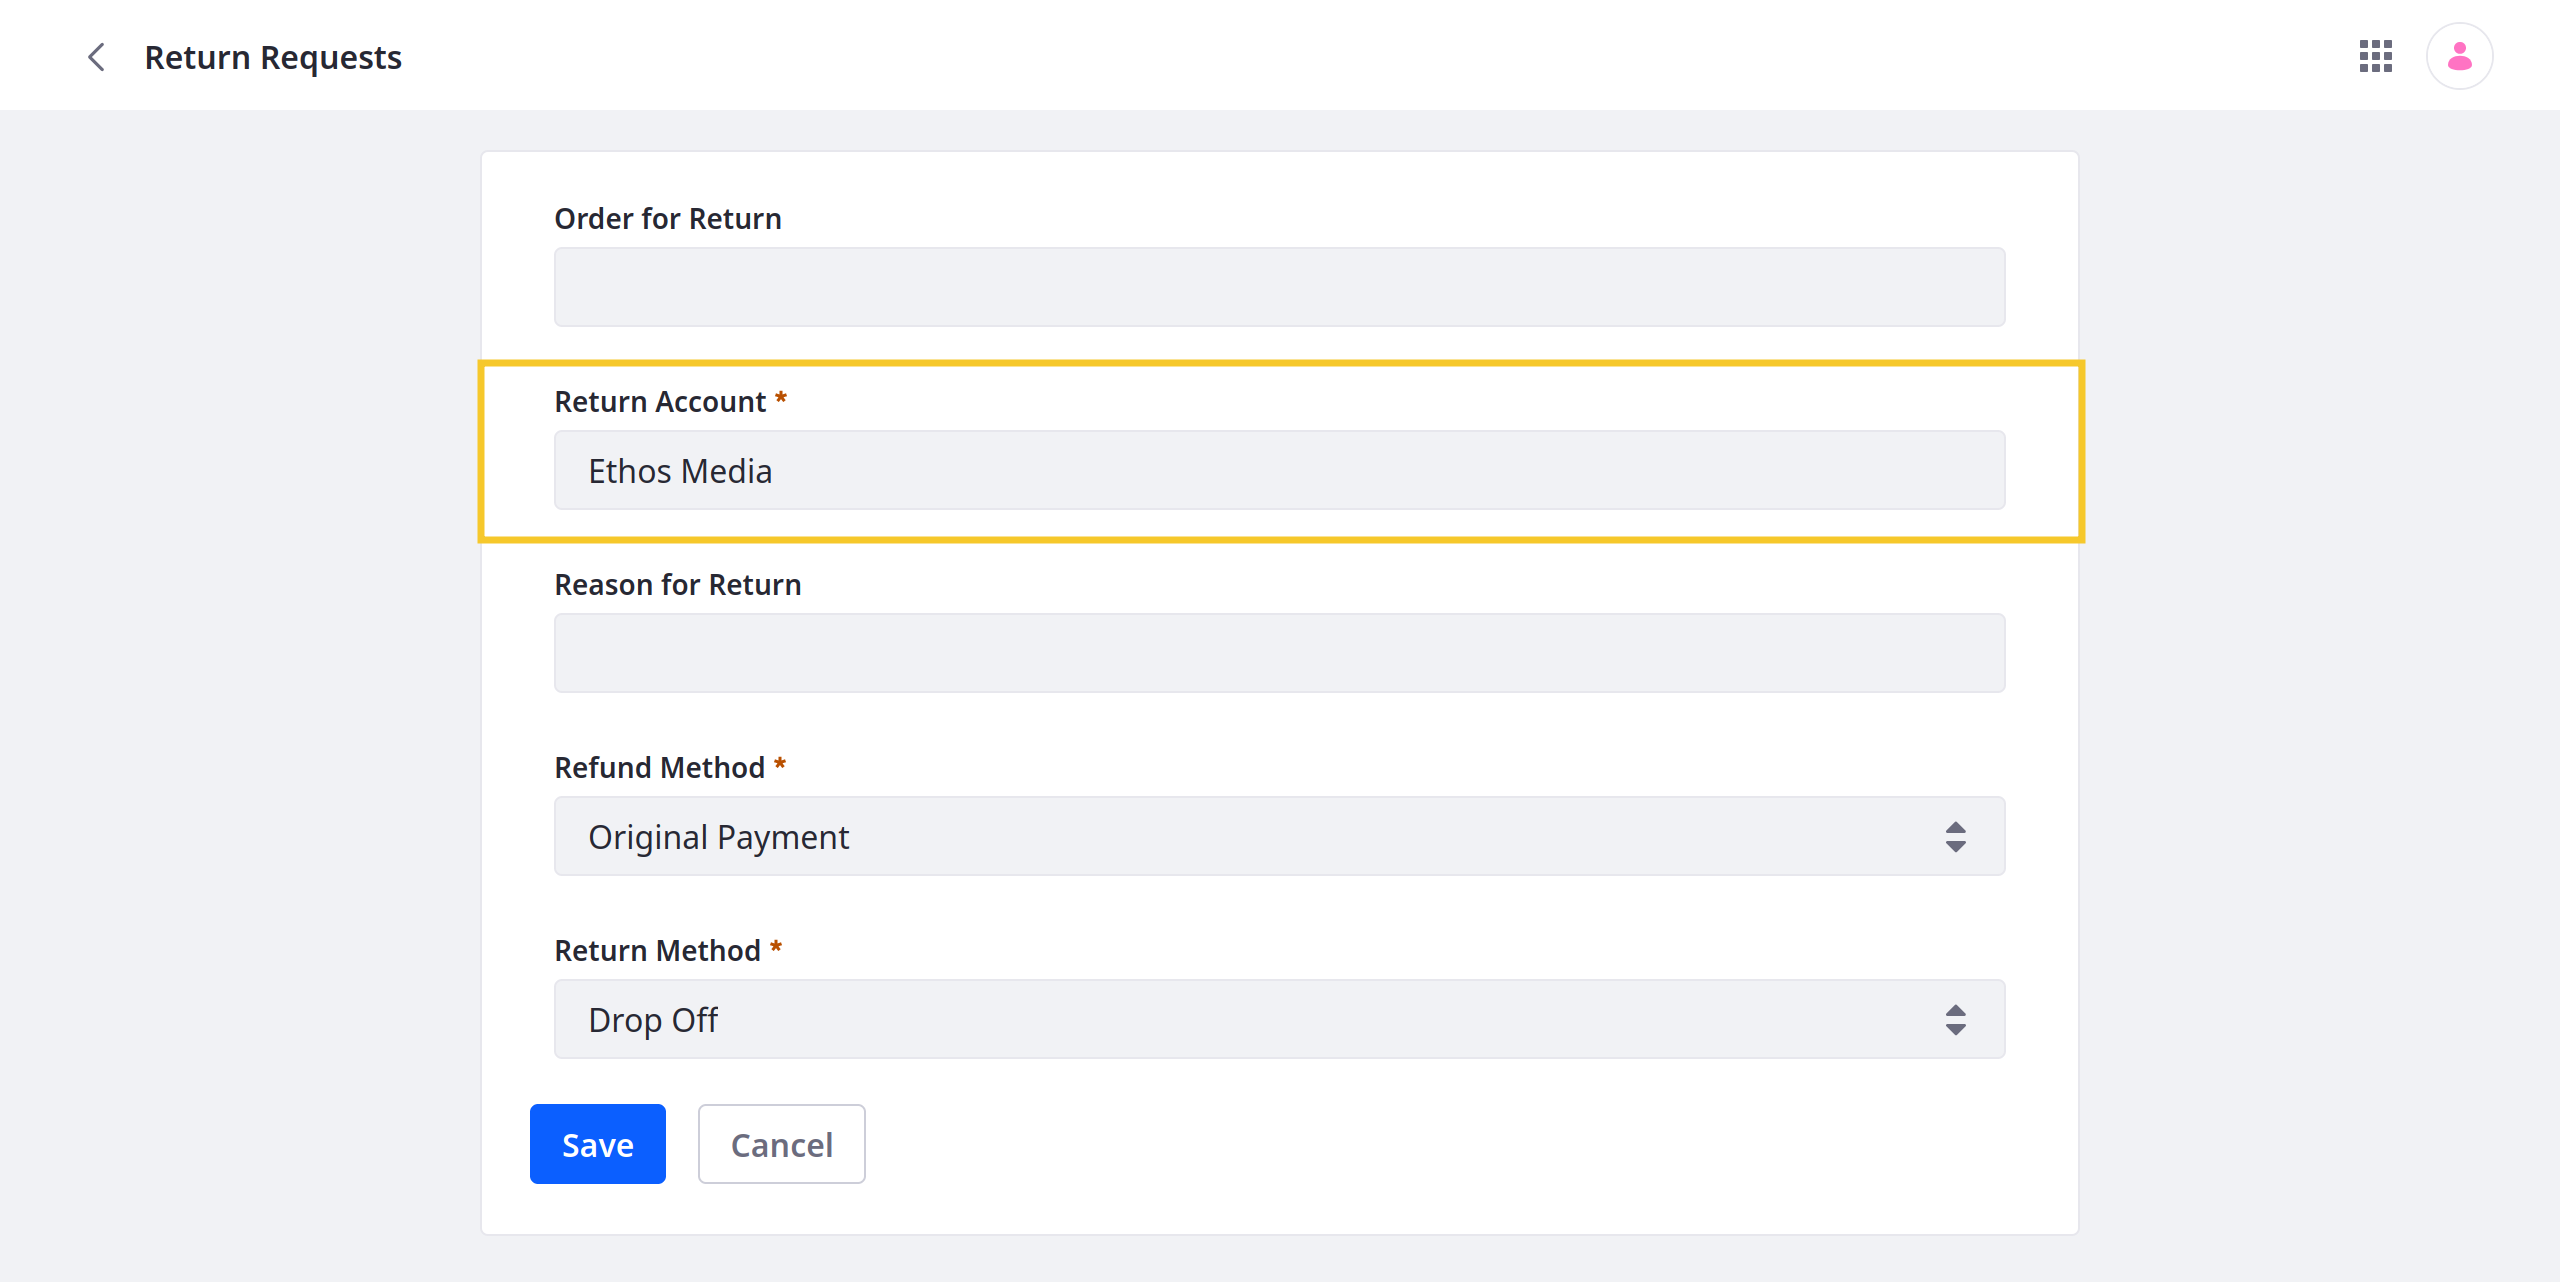 Return Requests
Order for Return
Return Account *
Ethos Media
Reason for Return
Refund Method *
Original Payment
Return Method *
Drop Off
Save
Cancel